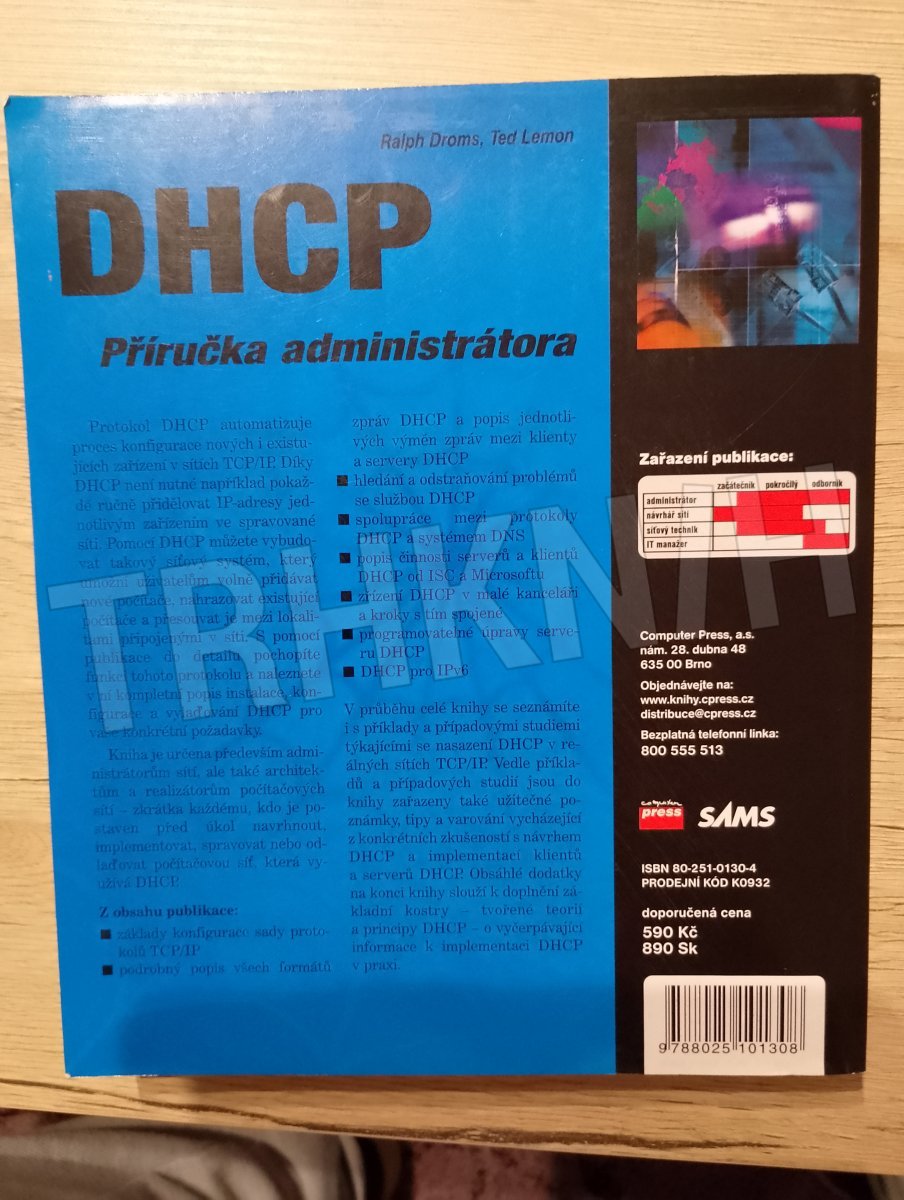 Ralph Droms, Ted Lemon
DHCP
Příručka administrátora
Protokol DHCP automatizuje
proces konfigurace nových i existu-
jících zařízení v sítích TCP/IP. Díky
DHCP není nutné například pokaž-
dé ručně přidělovat IP-adresy jed-
notlivým zařízením ve spravované
síti. Pomocí DHCP můžete vybudo-
vat takový síťový systém, který
umožní uživatelům volně přidávat
nové počítače, nahrazovat existující
počítače a přesouvat je mezi lokali-
tami připojenými v síti. S pomocí
publikace do detailu pochopíte
funkci tohoto protokolu a naleznete
v ní kompletní popis instalace, kon-
figurace a vylaďování DHCP pro
vaše konkrétní požadavky.
Kniha je určena především admi-
nistrátorům sítí, ale také architek-
tům a realizátorům počítačových
sítí – zkrátka každému, kdo je po-
staven před úkol navrhnout,
implementovat, spravovat nebo od-
laďovat počítačovou síť, která vy-
užívá DHCP.
Z obsahu publikace:
■ základy konfigurace sady proto-
kolů TCP/IP
■ podrobný popis všech formátů
zpráv DHCP a popis jednotli-
vých výměn zpráv mezi klienty
a servery DHCP
■ hledání a odstraňování problémů
se službou DHCP
■ spolupráce mezi protokoly
DHCP a systémem DNS
■ popis činnosti serverů a klientů
DHCP od ISC a Microsoftu
■ zřízení DHCP v malé kanceláři
a kroky s tím spojené
■ programovatelné úpravy serve-
ru DHCP
■ DHCP pro IPv6
V průběhu celé knihy se seznámíte
i s příklady a případovými studiemi
týkajícími se nasazení DHCP v re-
álných sítích TCP/IP. Vedle příkla-
dů a případových studií jsou do
knihy zařazeny také užitečné po-
známky, tipy a varování vycházející
z konkrétních zkušeností s návrhem
DHCP a implementací klientů
a serverů DHCP. Obsáhlé dodatky
na konci knihy slouží k doplnění zá-
kladní kostry – tvořené teorií
a principy DHCP – o vyčerpávající
informace k implementaci DHCP
v praxi.
Zařazení publikace:
začátečník pokročilý odborník
administrátor
návrhář sítí
síťový technik
IT manažer
Computer Press, a.s.
nám. 28. dubna 48
635 00 Brno
Objednávejte na:
www.knihy.cpress.cz
distribuce@cpress.cz
Bezplatná telefonní linka:
800 555 513
computer
press
SAMS
ISBN 80-251-0130-4
PRODEJNÍ KÓD K0932
doporučená cena
590 Kč
890 Sk
9 788025 101308
TRHKNIH